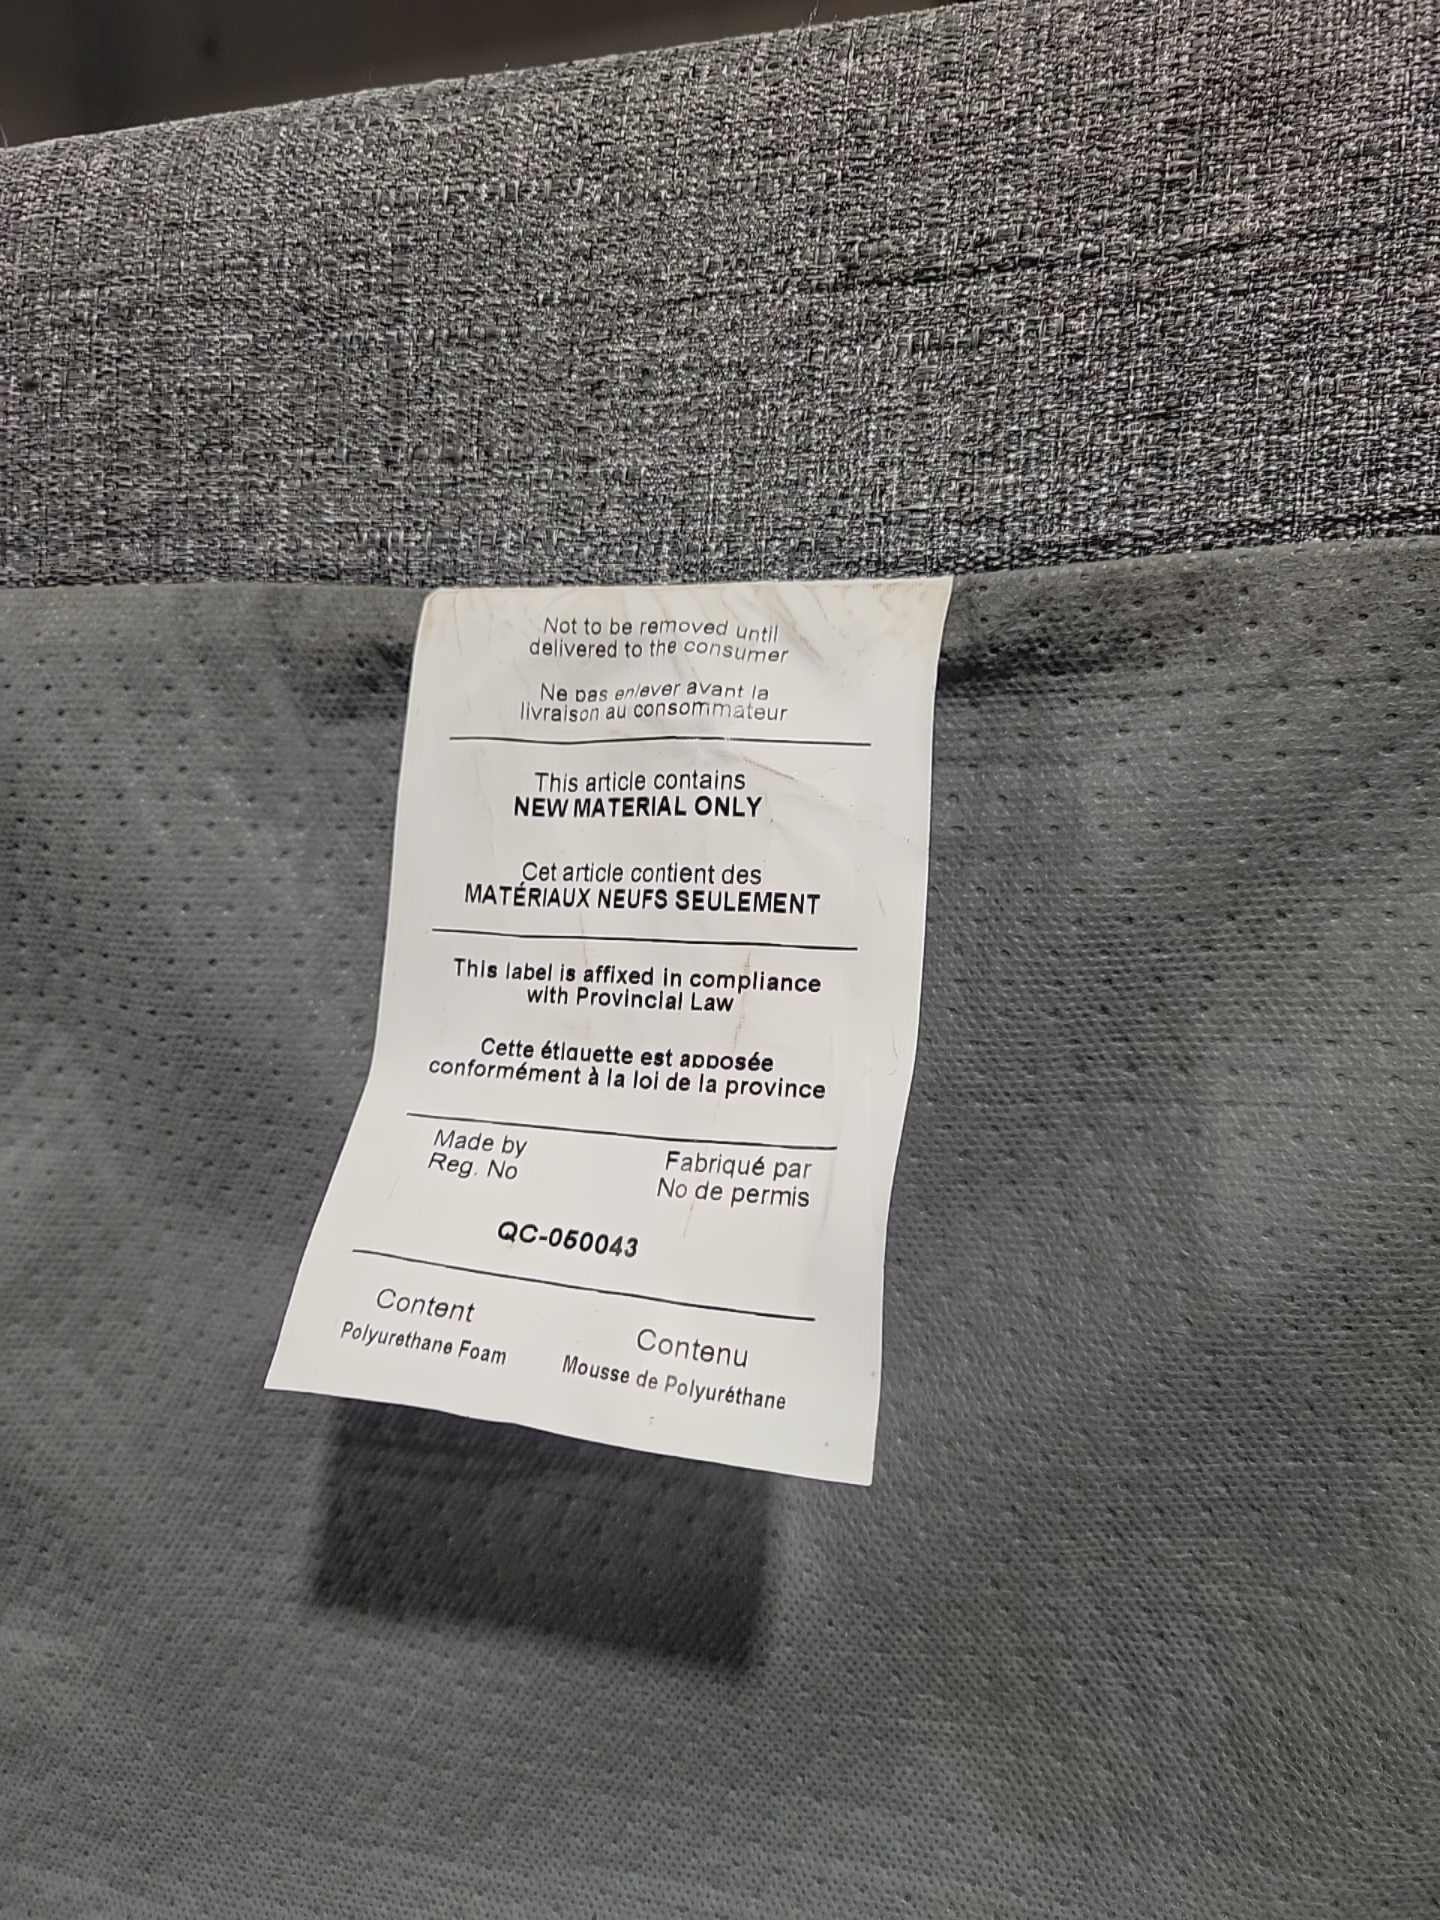 Not to be removed until
delivered to the consumer
Ne pas enlever avant la
livraison au consommateur
This article contains
NEW MATERIAL ONLY
Cet article contient des
MATÉRIAUX NEUFS SEULEMENT
This label is affixed in compliance
with Provincial Law
Cette étiquette est apposée
conformément à la loi de la province
Made by
Reg. No
Fabriqué par
No de permis
QC-050043
Content
Polyurethane Foam
Contenu
Mousse de Polyuréthane